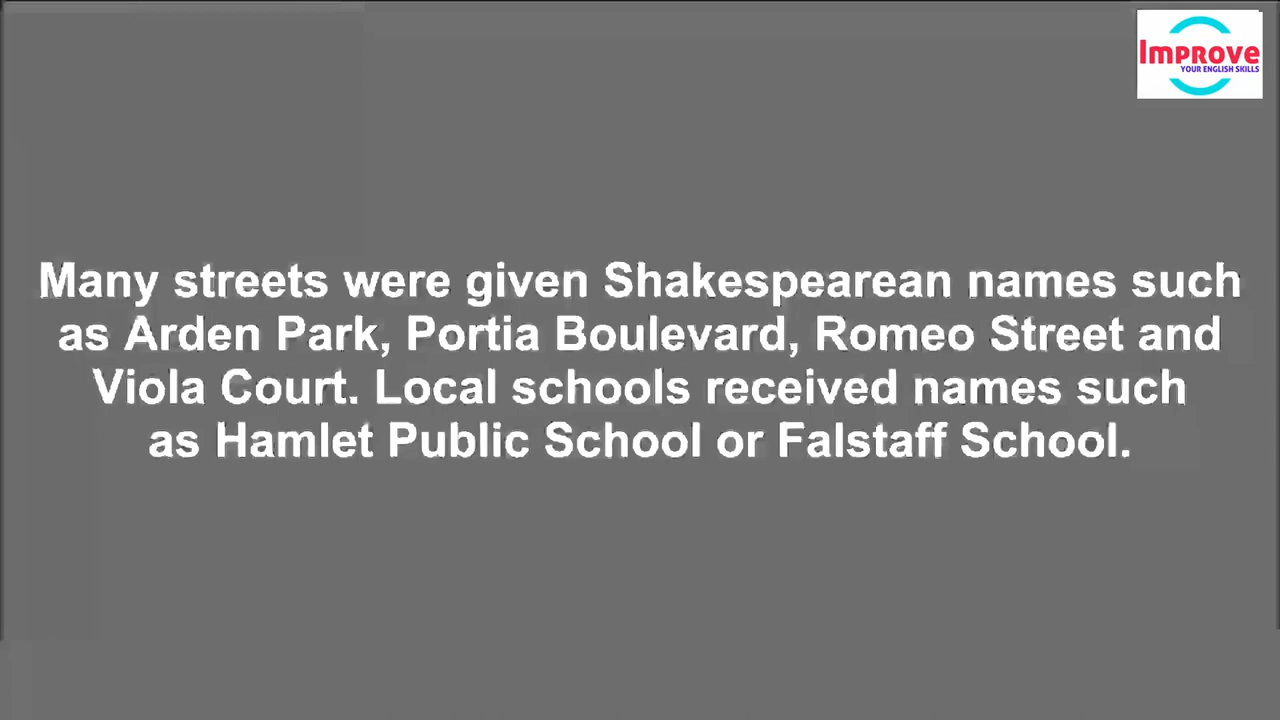 Improve
YOUR ENGLISH SKILLS
Many streets were given Shakespearean names such
as Arden Park, Portia Boulevard, Romeo Street and
Viola Court. Local schools received names such
as Hamlet Public School or Falstaff School.